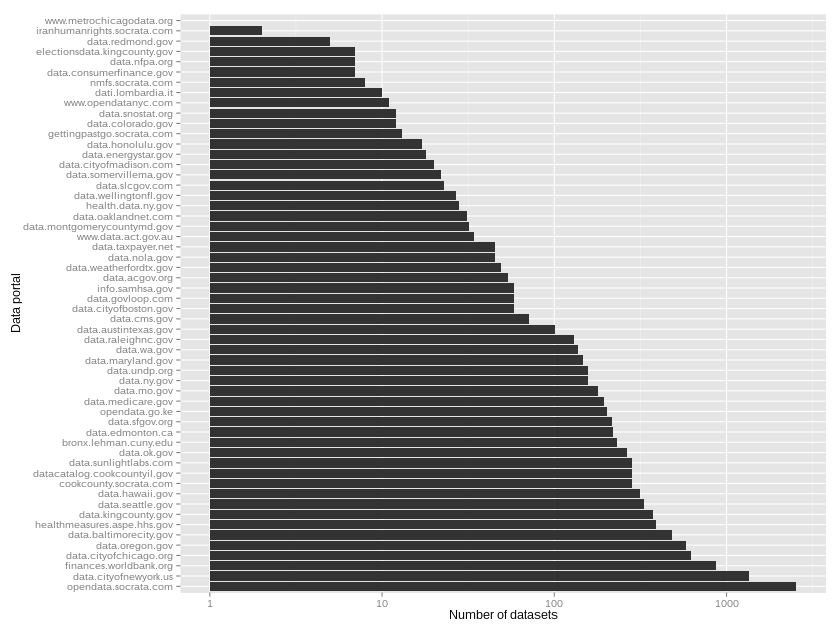 www.metrochicagodata.org
iranhumanrights.socrata.com
data.redmond.gov
electionsdata.kingcounty.gov
data.nfpa.org
data.consumerfinance.gov
nmfs.socrata.com
dati.lombardia.it
www.opendatanyc.com
data.snostat.org
data.colorado.gov
gettingpastgo.socrata.com
data.honolulu.gov
data.energystar.gov
data.cityofmadison.com
data.somervillema.gov
data.slcgov.com
data.wellingtonfl.gov
health.data.ny.gov
data.oaklandnet.com
data.montgomerycountymd.gov
www.data.act.gov.au
data.taxpayer.net
data.nola.gov
data.weatherfordtx.gov
data.acgov.org
info.samhsa.gov
data.govloop.com
data.cityofboston.gov
data.cms.gov
data.austintexas.gov
data.raleighnc.gov
data.wa.gov
data.maryland.gov
data.undp.org
data.ny.gov
data.mo.gov
data.medicare.gov
opendata.go.ke
data.sfgov.org
data.edmonton.ca
bronx.lehman.cuny.edu
data.ok.gov
data.sunlightlabs.com
datacatalog.cookcountyil.gov
cookcounty.socrata.com
data.hawaii.gov
data.seattle.gov
data.kingcounty.gov
healthmeasures.aspe.hhs.gov
data.baltimorecity.gov
data.oregon.gov
data.cityofchicago.org
finances.worldbank.org
data.cityofnewyork.us
opendata.socrata.com
Data portal
1 10 100 1000
Number of datasets